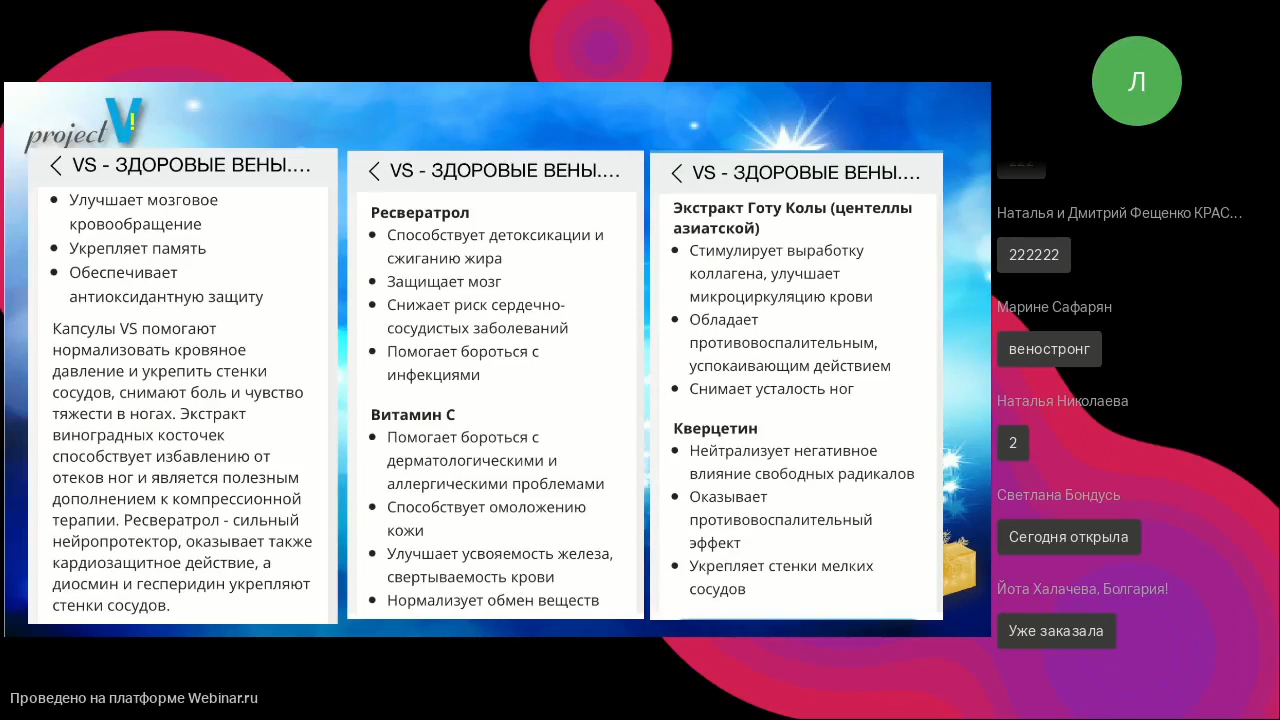 project V!
VS - ЗДОРОВЫЕ ВЕНЫ....
Улучшает мозговое
кровообращение
Укрепляет память
Обеспечивает
антиоксидантную защиту
Капсулы VS помогают
нормализовать кровяное
давление и укрепить стенки
сосудов, снимают боль и чувство
тяжести в ногах. Экстракт
виноградных косточек
способствует избавлению от
отеков ног и является полезным
дополнением к компрессионной
терапии. Ресвератрол - сильный
нейропротектор, оказывает также
кардиозащитное действие, а
диосмин и гесперидин укрепляют
стенки сосудов.
VS - ЗДОРОВЫЕ ВЕНЫ....
Ресвератрол
Способствует детоксикации и
сжиганию жира
Защищает мозг
Снижает риск сердечно-
сосудистых заболеваний
Помогает бороться с
инфекциями
Витамин С
Помогает бороться с
дерматологическими и
аллергическими проблемами
Способствует омоложению
кожи
Улучшает усвояемость железа,
свертываемость крови
Нормализует обмен веществ
VS - ЗДОРОВЫЕ ВЕНЫ....
Экстракт Готу Колы (центеллы
азиатской)
Стимулирует выработку
коллагена, улучшает
микроциркуляцию крови
Обладает
противовоспалительным,
успокаивающим действием
Снимает усталость ног
Кверцетин
Нейтрализует негативное
влияние свободных радикалов
Оказывает
противовоспалительный
эффект
Укрепляет стенки мелких
сосудов
Л
222
Наталья и Дмитрий Фещенко КРАС...
222222
Марине Сафарян
веностронг
Наталья Николаева
2
Светлана Бондусь
Сегодня открыла
Йота Халачева, Болгария!
Уже заказала
Проведено на платформе Webinar.ru